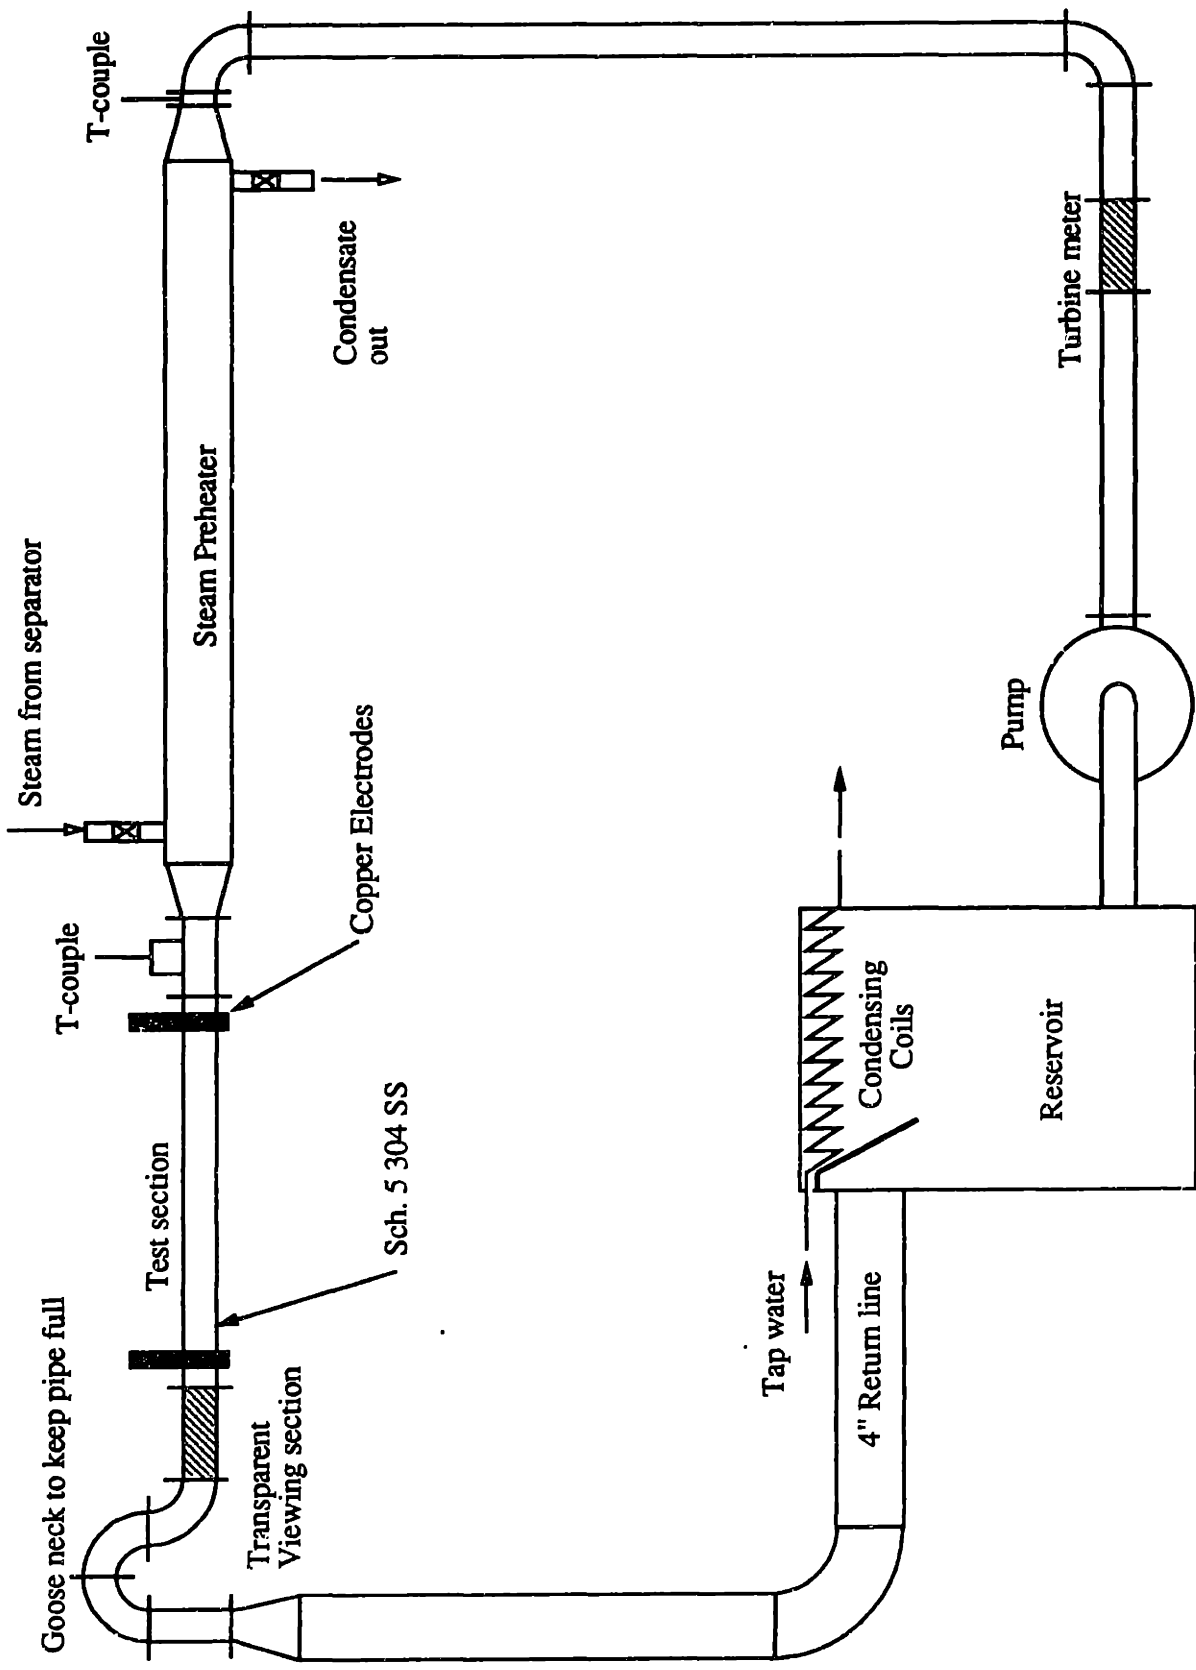 Goose neck to keep pipe full
Transparent
Viewing section
Test section
Sch. 5 304 SS
T-couple
Copper Electrodes
Steam from separator
Steam Preheater
Condensate
out
T-couple
Tap water
4" Return line
Condensing
Coils
Reservoir
Pump
Turbine meter